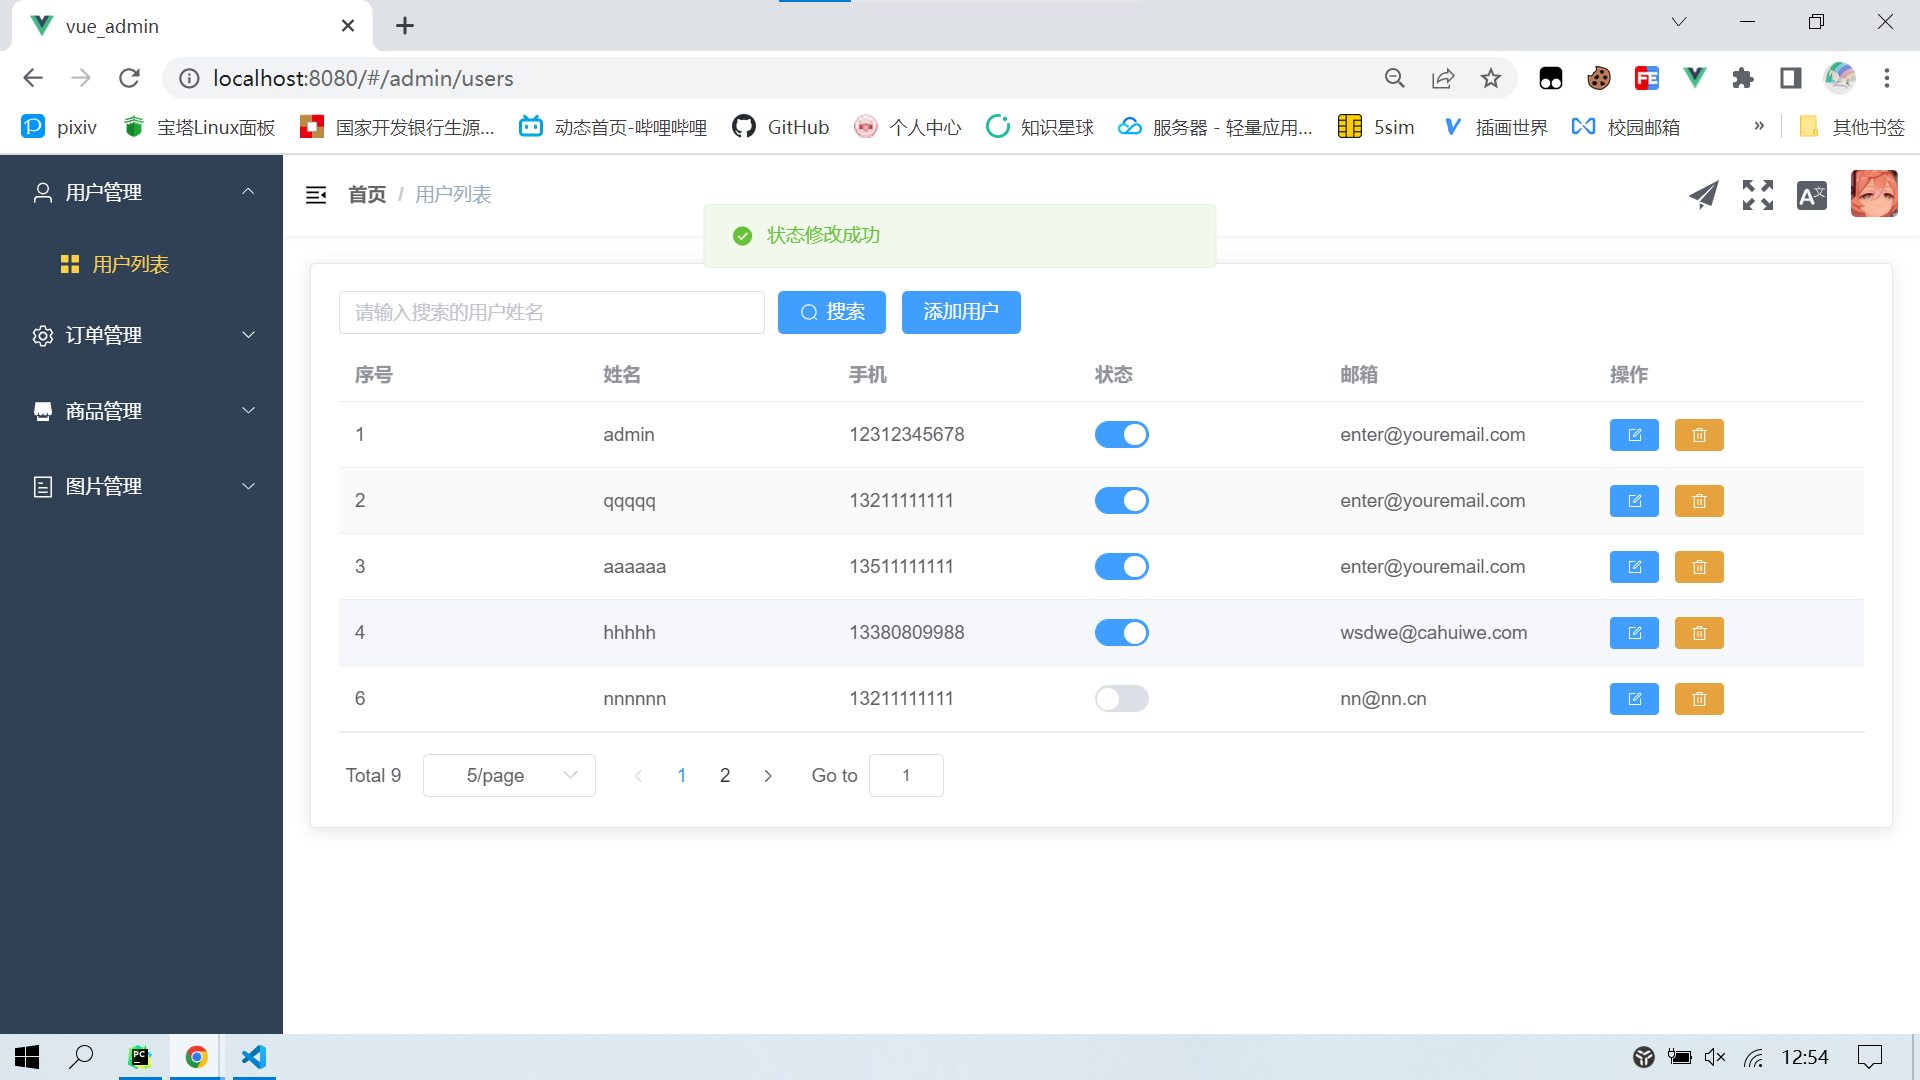 vue_admin
localhost:8080/#/admin/users
pixiv
宝塔Linux面板
国家开发银行生源...
动态首页-哔哩哔哩
GitHub
个人中心
知识星球
服务器 - 轻量应用...
5sim
插画世界
校园邮箱
»
其他书签
用户管理
用户列表
订单管理
商品管理
图片管理
首页 / 用户列表
状态修改成功
请输入搜索的用户姓名
搜索
添加用户
序号 姓名 手机 状态 邮箱 操作
1 admin 12312345678 enter@youremail.com
2 qqqqq 13211111111 enter@youremail.com
3 aaaaaa 13511111111 enter@youremail.com
4 hhhhh 13380809988 wsdwe@cahuiwe.com
6 nnnnnn 13211111111 nn@nn.cn
Total 9 5/page 1 2 Go to 1
12:54